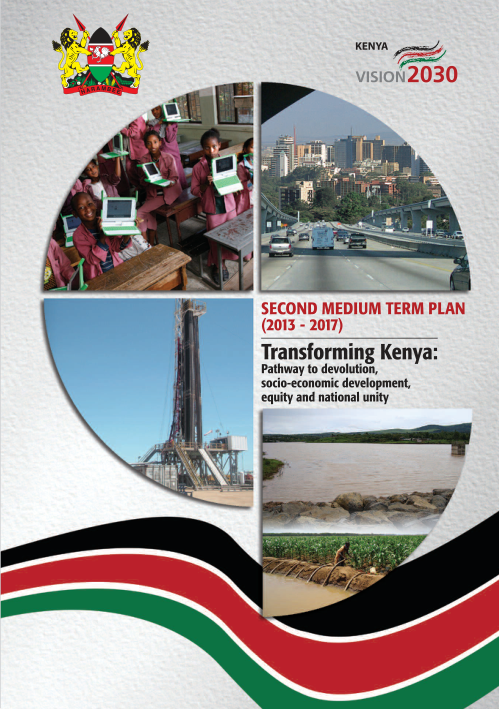 HARAMBEE
KENYA
VISION2030
SECOND MEDIUM TERM PLAN
(2013 - 2017)
Transforming Kenya:
Pathway to devolution,
socio-economic development,
equity and national unity